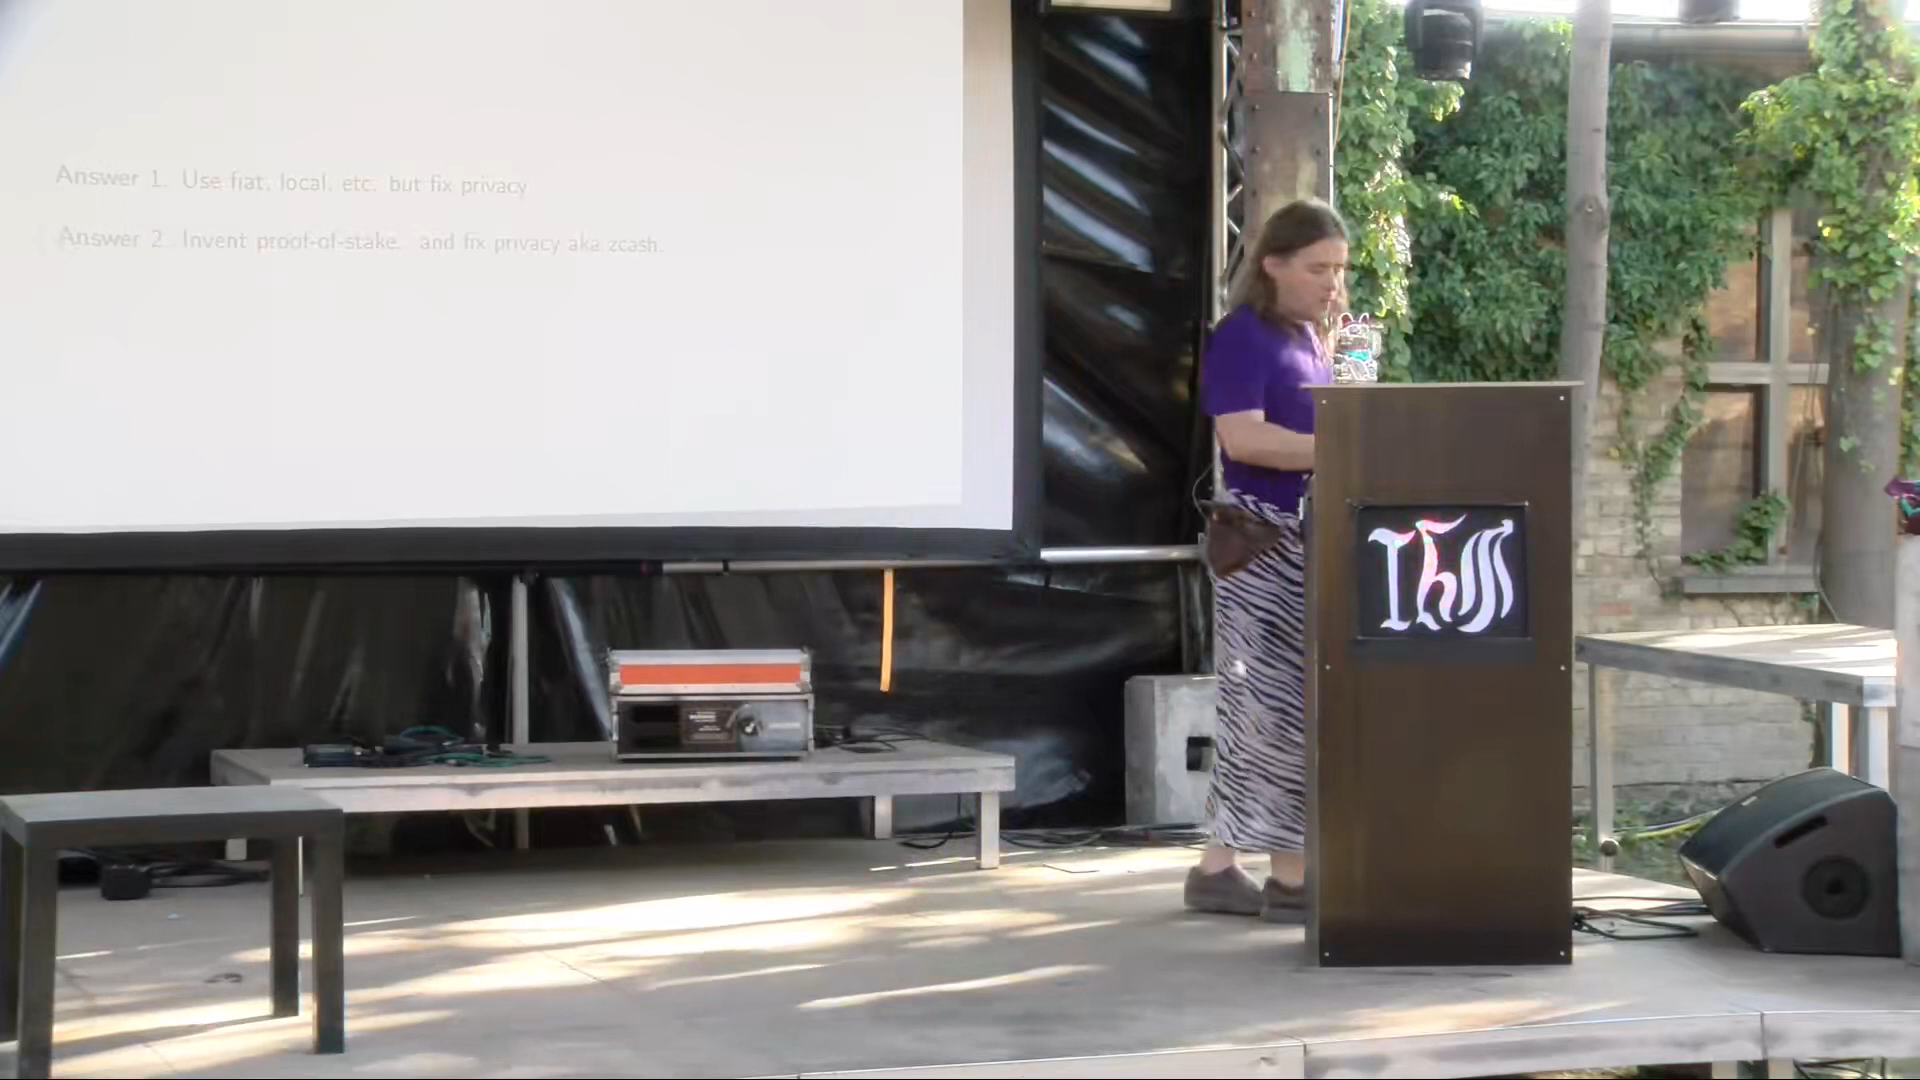 Answer 1. Use fiat, local, etc. but fix privacy
Answer 2. Invent proof-of-stake. and fix privacy aka zcash.